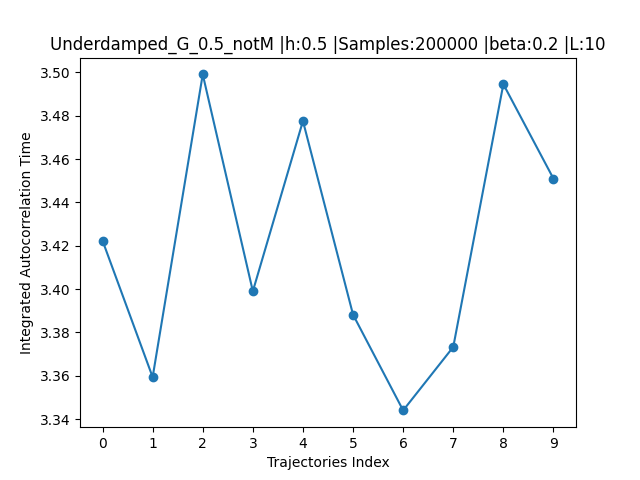 Underdamped_G_0.5_notM |h:0.5 |Samples:200000 |beta:0.2 |L:10
3.50
3.48
3.46
3.44
3.42
3.40
3.38
3.36
3.34
Integrated Autocorrelation Time
0 1 2 3 4 5 6 7 8 9
Trajectories Index